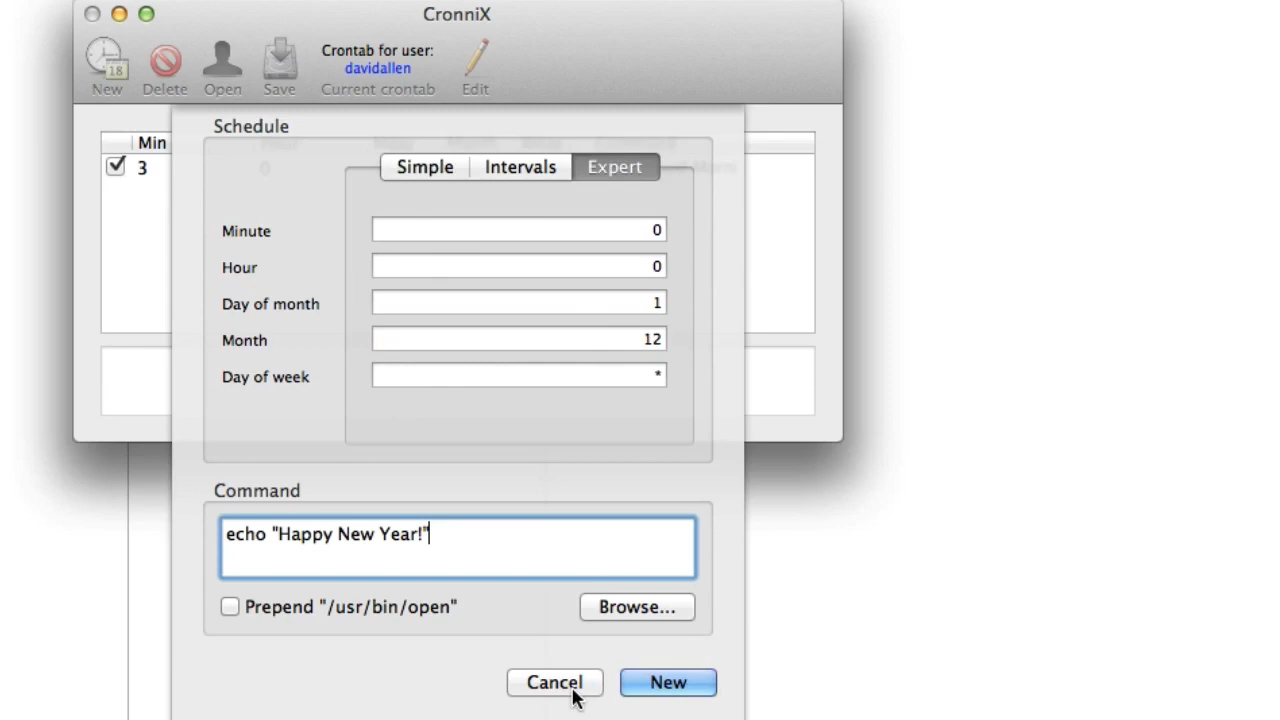 CronniX
Crontab for user:
davidallen
New Delete Open Save Current crontab Edit
18
Schedule
Min
3
Simple Intervals Expert
Minute 0
Hour 0
Day of month 1
Month 12
Day of week *
Command
echo "Happy New Year!"
Prepend "/usr/bin/open" Browse...
Cancel New